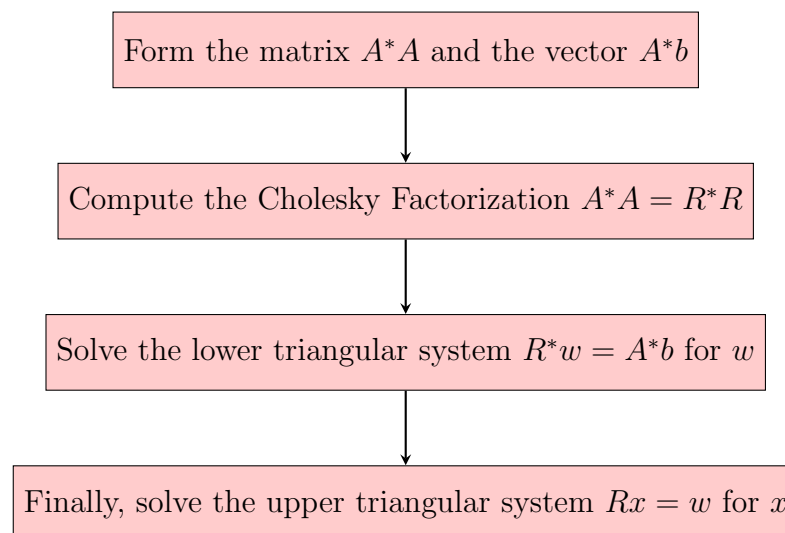 Form the matrix A*A and the vector A*b
Compute the Cholesky Factorization A*A = R*R
Solve the lower triangular system R*w = A*b for w
Finally, solve the upper triangular system Rx = w for x